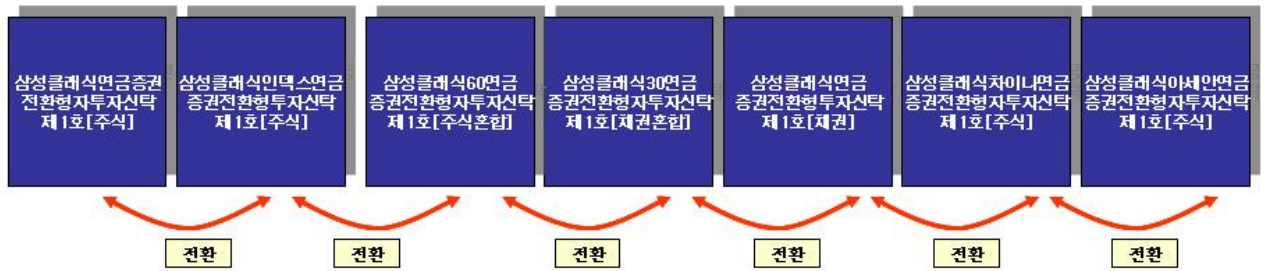 삼성클래식연금증권
전환형자투자신탁
제1호[주식]
삼성클래식인덱스연금
증권전환형자투자신탁
제1호[주식]
삼성클래식60연금
증권전환형자투자신탁
제1호[주식혼합]
삼성클래식30연금
증권전환형자투자신탁
제1호[채권혼합]
삼성클래식연금
증권전환형자투자신탁
제1호[채권]
삼성클래식차이나연금
증권전환형자투자신탁
제1호[주식]
삼성클래식아세안연금
증권전환형자투자신탁
제1호[주식]
전환
전환
전환
전환
전환
전환